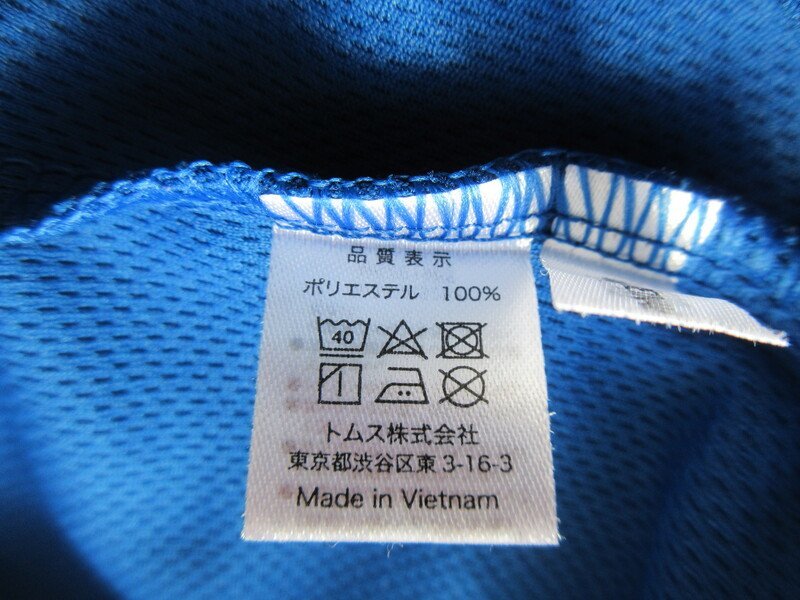 品質表示
ポリエステル 100%
40
トムス株式会社
東京都渋谷区東 3-16-3
Made in Vietnam